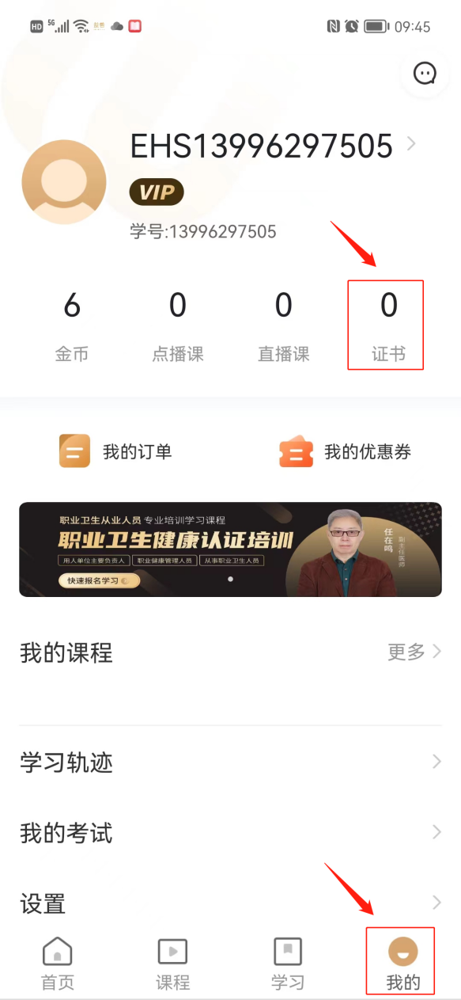 HD 5G 09:45
EHS13996297505
VIP
学号:13996297505
6 0 0 0
金币 点播课 直播课 证书
我的订单 我的优惠券
职业卫生从业人员 专业培训学习课程
职业卫生健康认证培训
用人单位主要负责人 职业健康管理人员 从事职业卫生人员
快速报名学习
任在鸣
副主任医师
我的课程 更多
学习轨迹
我的考试
设置
首页 课程 学习 我的